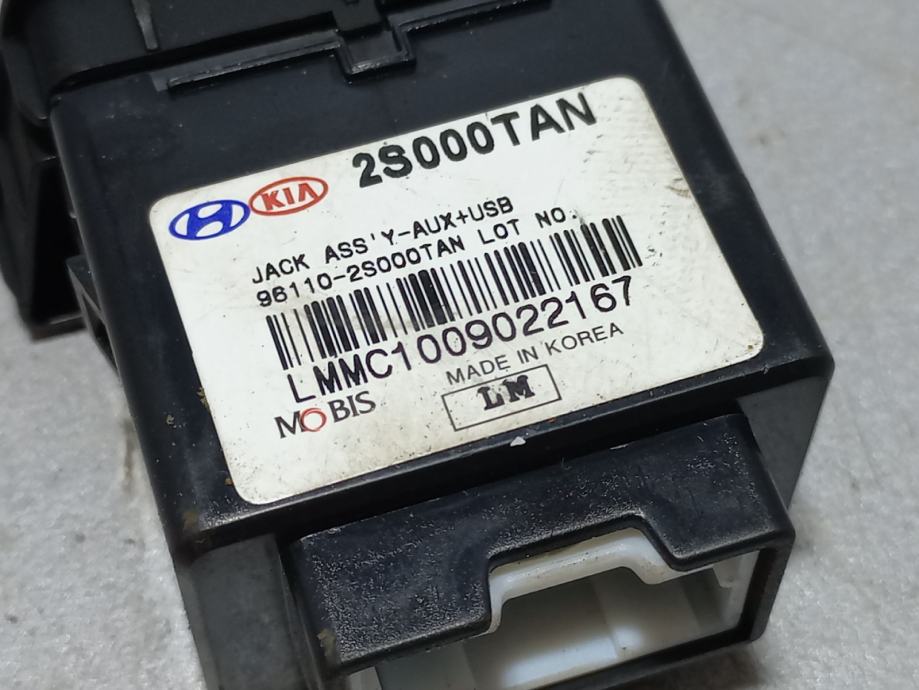 2S000TAN
KIA
JACK ASS'Y-AUX+USB
96110-2S000TAN LOT NO.
LMMC1009022167
MADE IN KOREA
MOBIS
LM